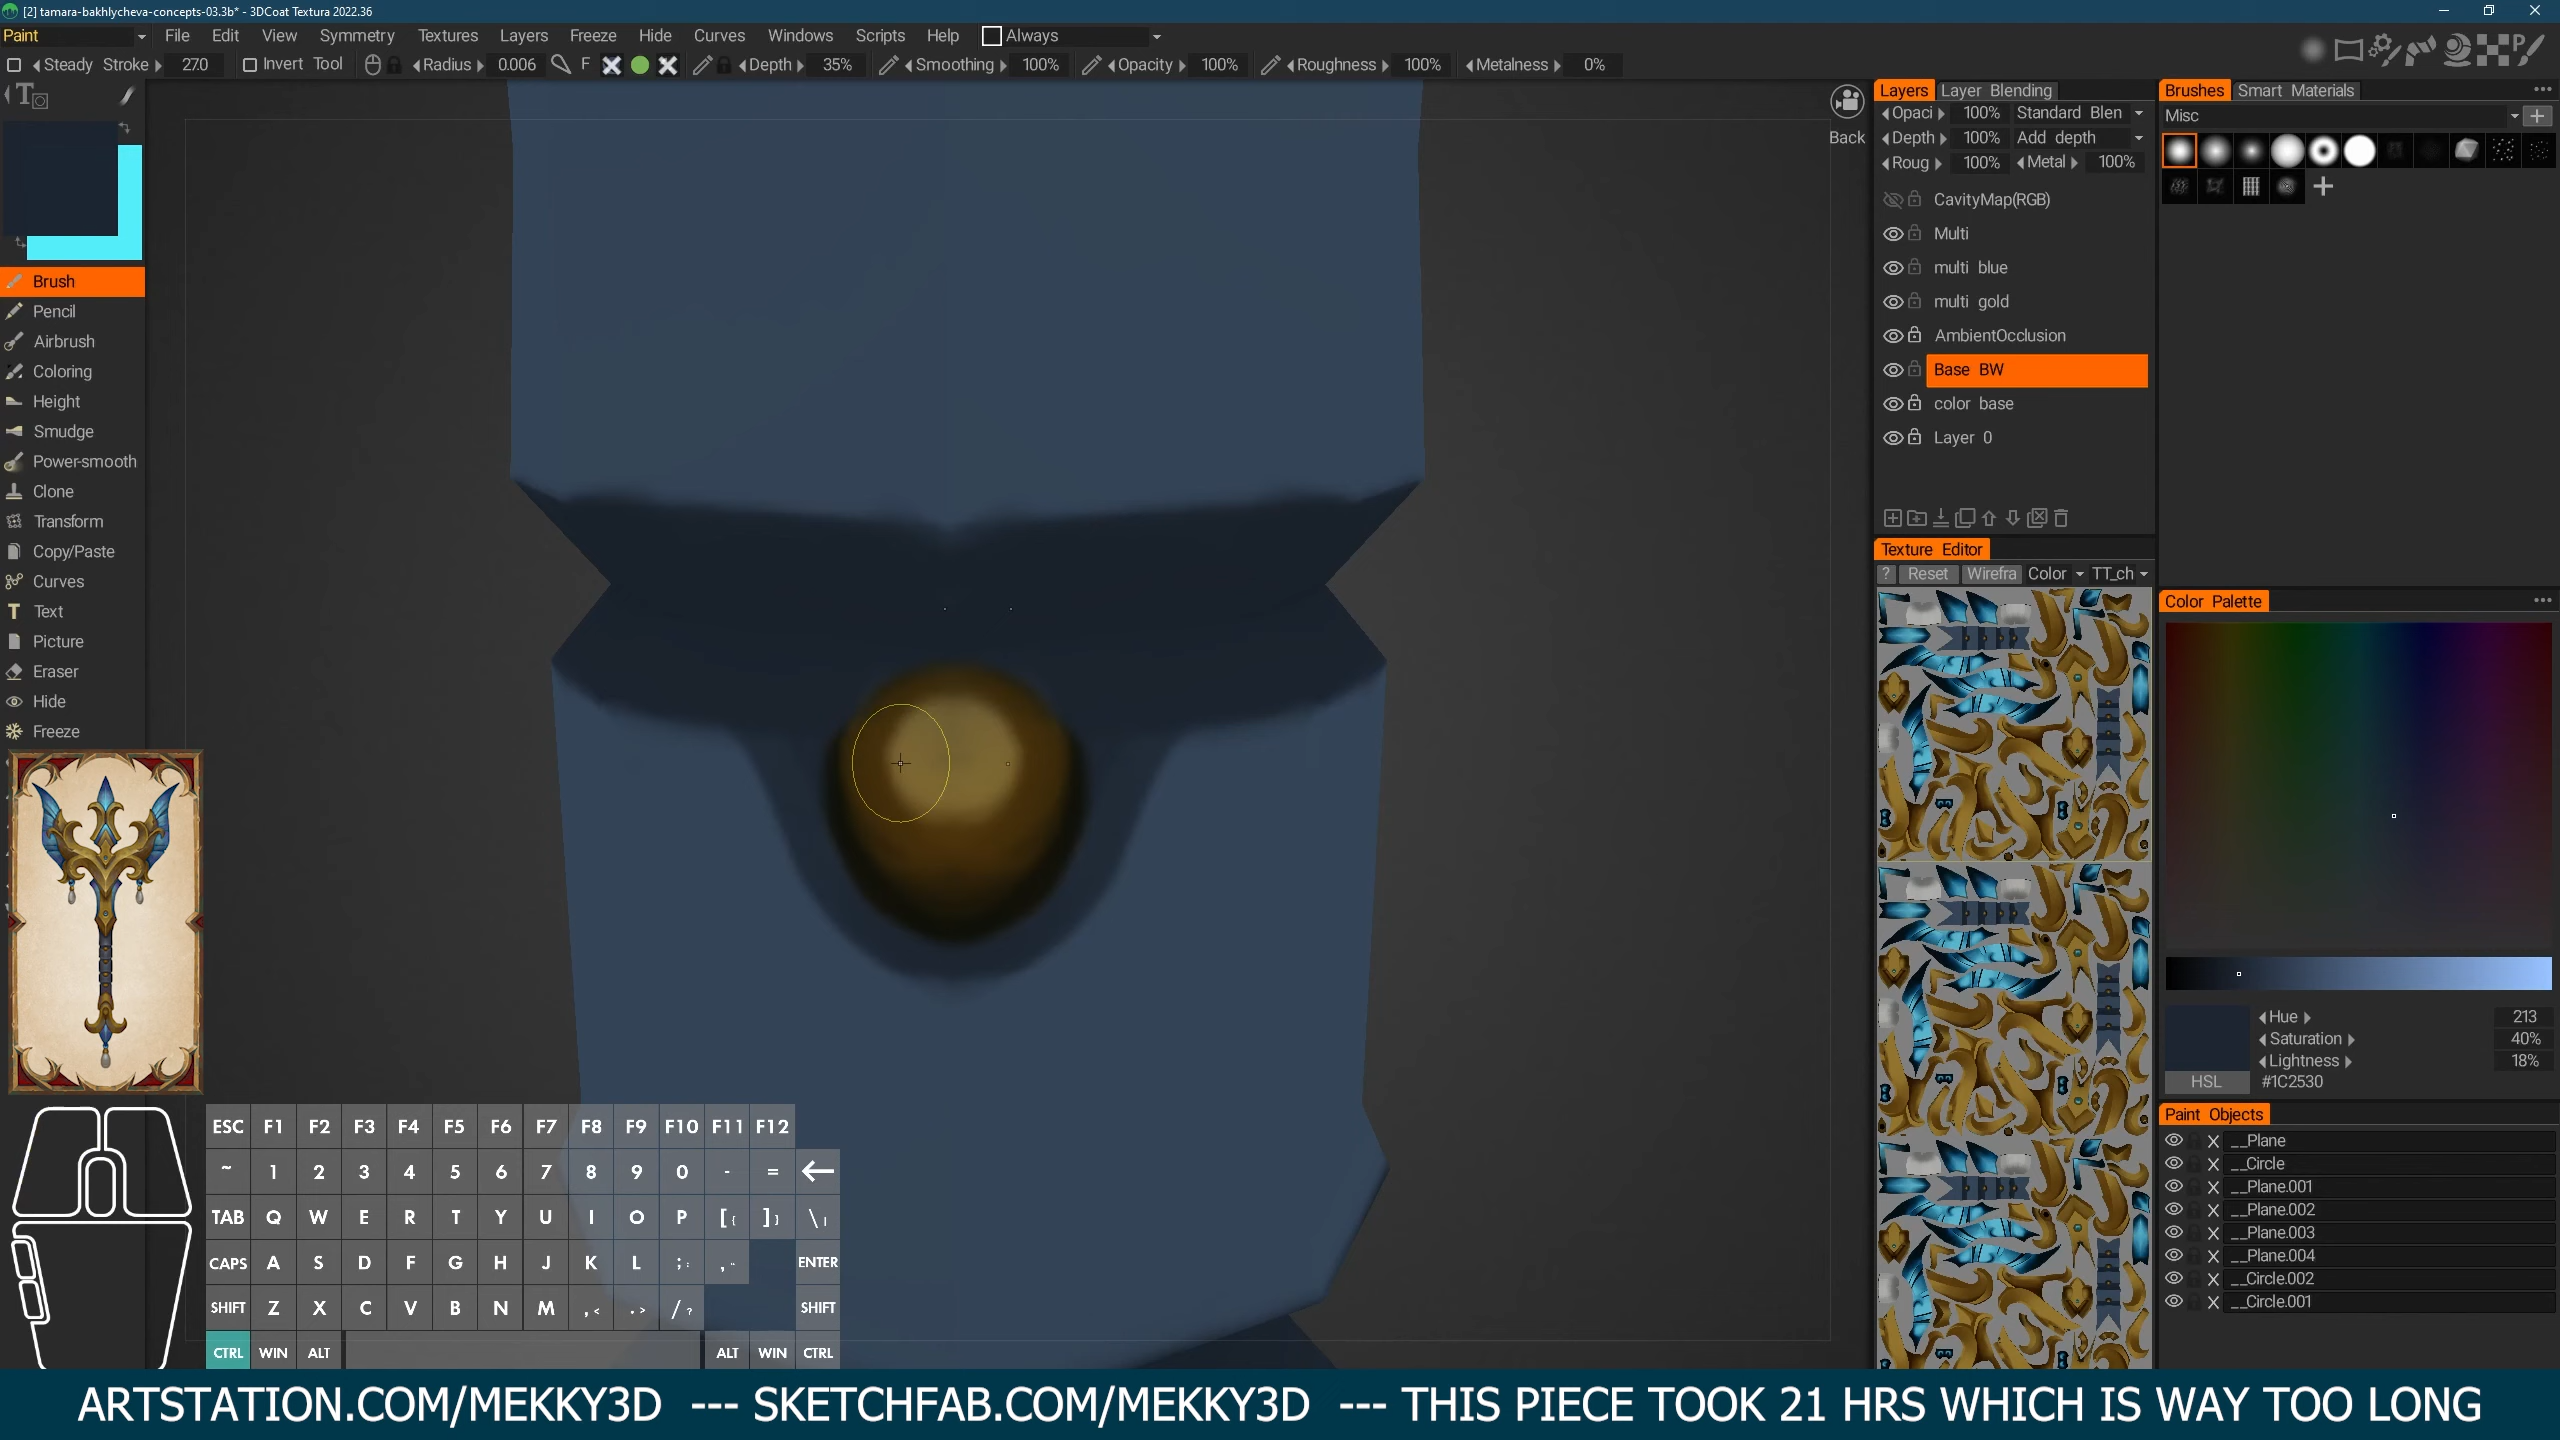 [2] tamara-bakhlycheva-concepts-03.3b* - 3DCoat Textura 2022.36
Paint File Edit View Symmetry Textures Layers Freeze Hide Curves Windows Scripts Help Always
Steady Stroke 27.0 Invert Tool Radius 0.006 F Depth 35% Smoothing 100% Opacity 100% Roughness 100% Metalness 0%
Brush
Pencil
Airbrush
Coloring
Height
Smudge
Power-smooth
Clone
Transform
Copy/Paste
Curves
Text
Picture
Eraser
Hide
Freeze
Back
Layers Layer Blending
Opaci 100% Standard Blen
Depth 100% Add depth
Roug 100% Metal 100%
CavityMap(RGB)
Multi
multi blue
multi gold
AmbientOcclusion
Base BW
color base
Layer 0
Texture Editor
? Reset Wirefra Color TT_ch
Brushes Smart Materials
Misc
Color Palette
Hue 213
Saturation 40%
Lightness 18%
HSL #1C2530
Paint Objects
X __Plane
X __Circle
X __Plane.001
X __Plane.002
X __Plane.003
X __Plane.004
X __Circle.002
X __Circle.001
ESC F1 F2 F3 F4 F5 F6 F7 F8 F9 F10 F11 F12
~ 1 2 3 4 5 6 7 8 9 0 - =
TAB Q W E R T Y U I O P [{ ]} \|
CAPS A S D F G H J K L ;: ," ENTER
SHIFT Z X C V B N M ,< .> /? SHIFT
CTRL WIN ALT ALT WIN CTRL
ARTSTATION.COM/MEKKY3D --- SKETCHFAB.COM/MEKKY3D --- THIS PIECE TOOK 21 HRS WHICH IS WAY TOO LONG